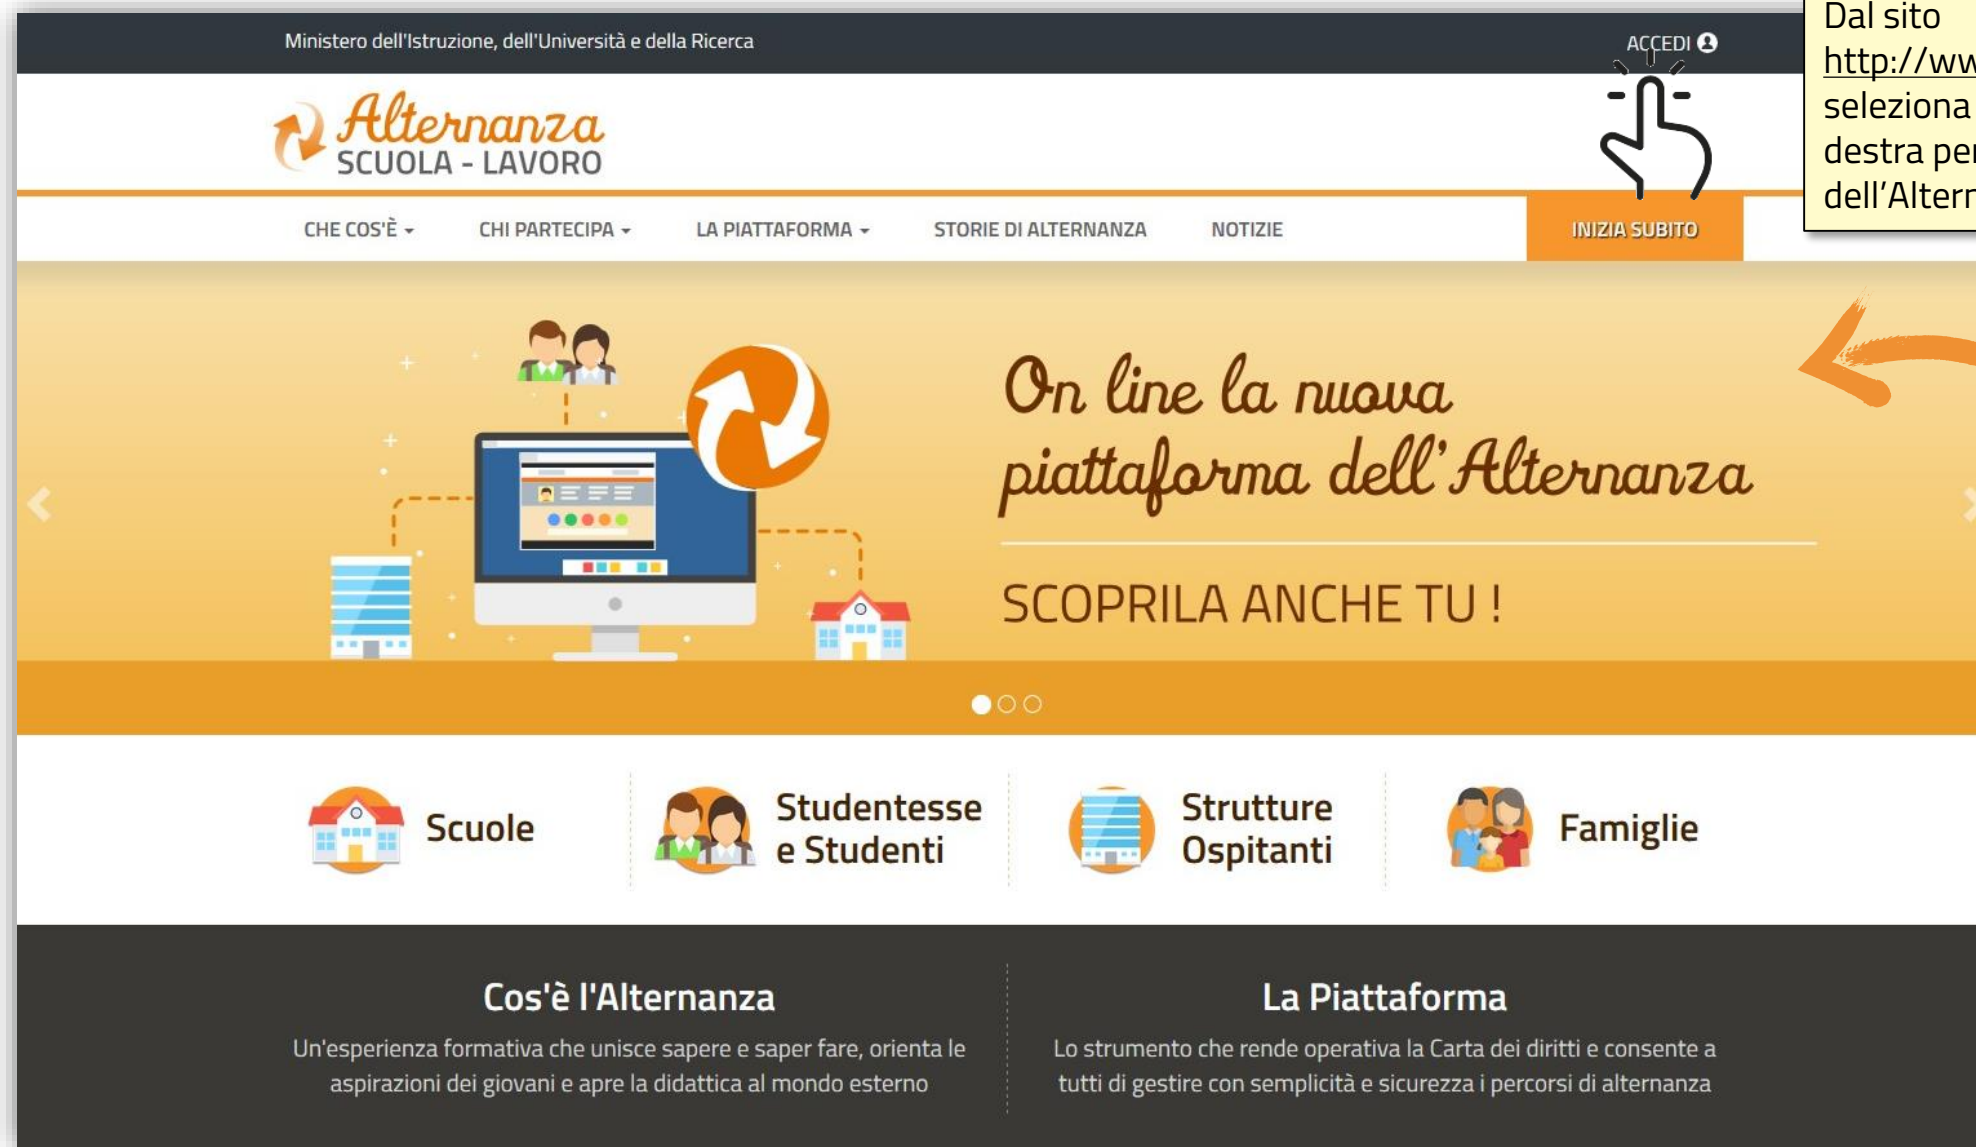 Ministero dell'Istruzione, dell'Università e della Ricerca
ACCEDI
Alternanza
SCUOLA - LAVORO
CHE COS'È
CHI PARTECIPA
LA PIATTAFORMA
STORIE DI ALTERNANZA
NOTIZIE
INIZIA SUBITO
Dal sito
seleziona
destra
On line la nuova
piattaforma dell'Alternanza
SCOPRILA ANCHE TU !
Scuole
Studentesse
e Studenti
Strutture
Ospitanti
Famiglie
Cos'è l'Alternanza
Un'esperienza formativa che unisce sapere e saper fare, orienta le
aspirazioni dei giovani e apre la didattica al mondo esterno
La Piattaforma
Lo strumento che rende operativa la Carta dei diritti e consente a
tutti di gestire con semplicità e sicurezza i percorsi di alternanza